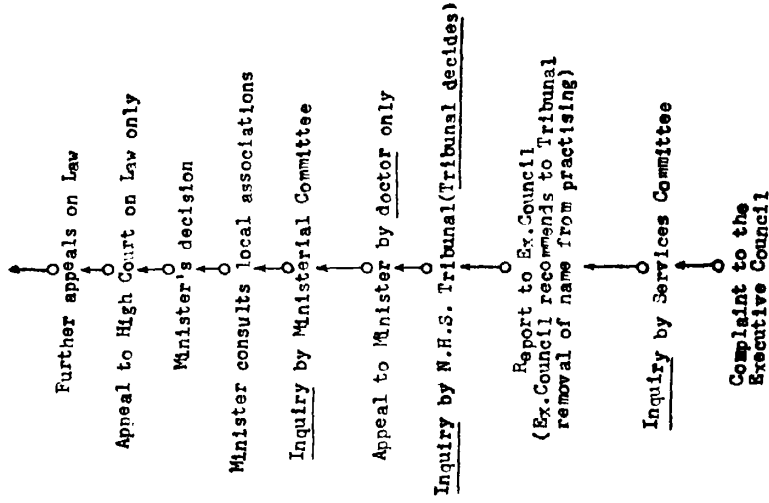 Further appeals on Law
Appeal to High Court on Law only
Minister's decision
Minister consults local associations
Inquiry by Ministerial Committee
Appeal to Minister by doctor only
Inquiry by N.H.S. Tribunal(Tribunal decides)
Report to Ex.Council
(Ex.Council recommends to Tribunal
removal of name from practising)
Inquiry by Services Committee
Complaint to the
Executive Council